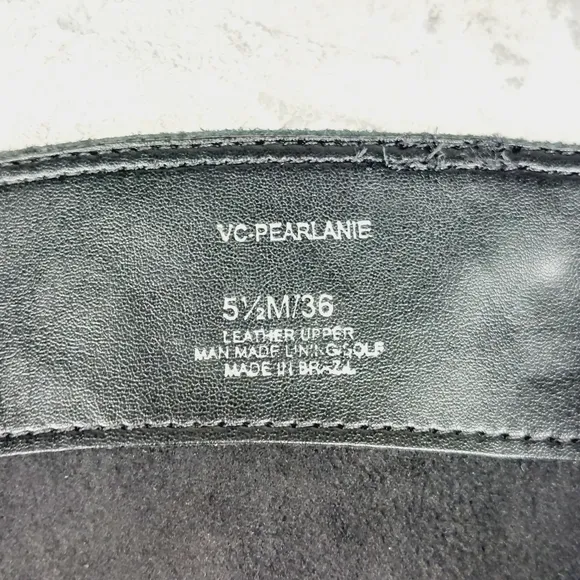 VC-PEARLANIE
5½M/36
LEATHER UPPER
MAN MADE LINING/SOLE
MADE IN BRAZIL